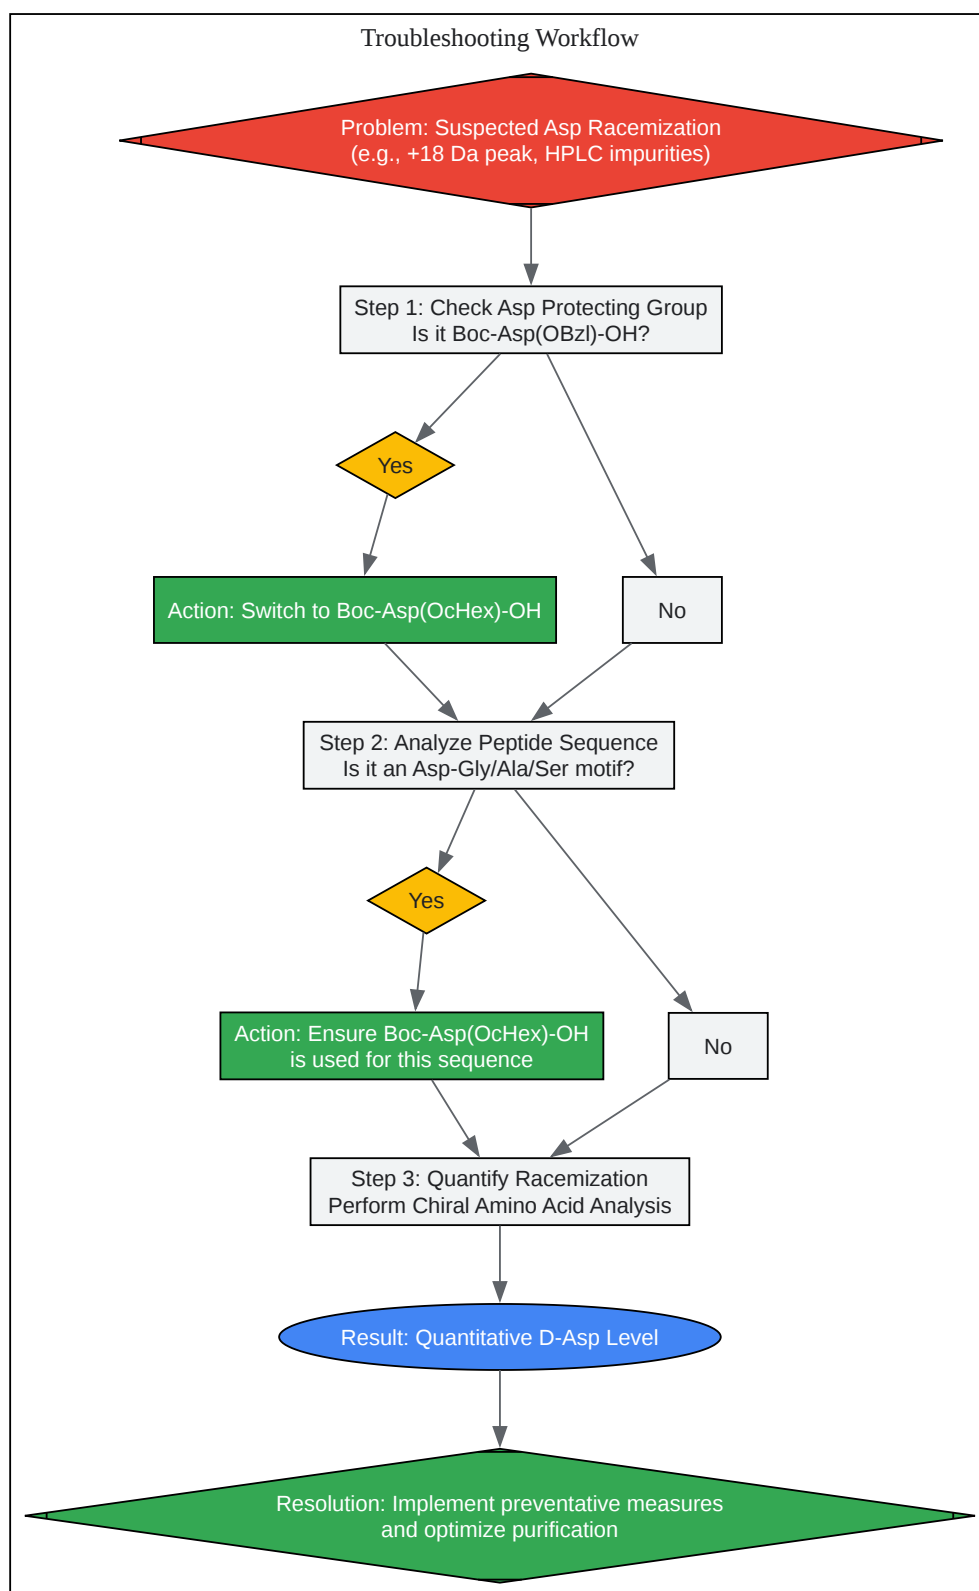 Troubleshooting Workflow
Problem: Suspected Asp Racemization
(e.g., +18 Da peak, HPLC impurities)
Step 1: Check Asp Protecting Group
Is it Boc-Asp(OBzl)-OH?
Yes
Action: Switch to Boc-Asp(OcHex)-OH
No
Step 2: Analyze Peptide Sequence
Is it an Asp-Gly/Ala/Ser motif?
Yes
Action: Ensure Boc-Asp(OcHex)-OH
is used for this sequence
No
Step 3: Quantify Racemization
Perform Chiral Amino Acid Analysis
Result: Quantitative D-Asp Level
Resolution: Implement preventative measures
and optimize purification